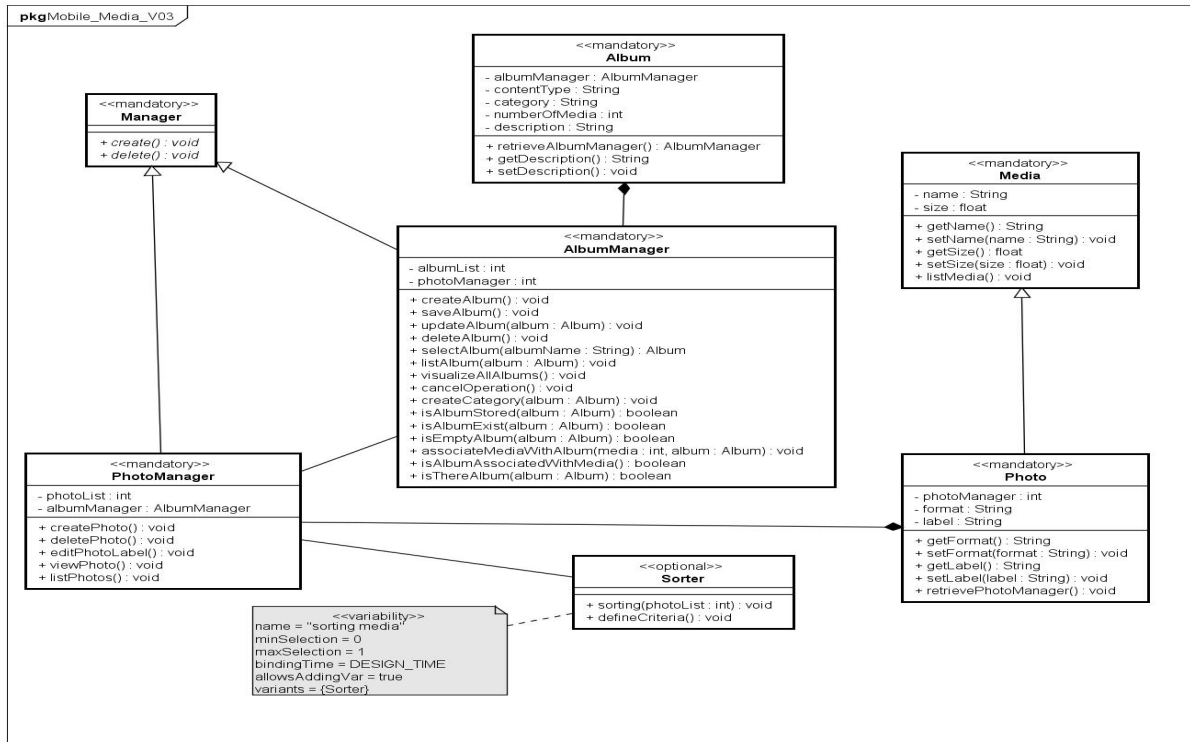 pkg Mobile_Media_V03
<<mandatory>>
Album
- albumManager : AlbumManager
- contentType : String
- category : String
- numberOfMedia : int
- description : String
+ retrieveAlbumManager() : AlbumManager
+ getDescription() : String
+ setDescription() : void
<<mandatory>>
Manager
+ create() : void
+ delete() : void
<<mandatory>>
Media
- name : String
- size : float
+ getName() : String
+ setName(name : String) : void
+ getSize() : float
+ setSize(size : float) : void
+ listMedia() : void
<<mandatory>>
AlbumManager
- albumList : int
- photoManager : int
+ createAlbum() : void
+ saveAlbum() : void
+ updateAlbum(album : Album) : void
+ deleteAlbum() : void
+ selectAlbum(albumName : String) : Album
+ listAlbum(album : Album) : void
+ visualizeAllAlbums() : void
+ cancelOperation() : void
+ createCategory(album : Album) : void
+ isAlbumStored(album : Album) : boolean
+ isAlbumExist(album : Album) : boolean
+ isEmptyAlbum(album : Album) : boolean
+ associateMediaWithAlbum(media : int, album : Album) : void
+ isAlbumAssociatedWithMedia() : boolean
+ isThereAlbum(album : Album) : boolean
<<mandatory>>
PhotoManager
- photoList : int
- albumManager : AlbumManager
+ createPhoto() : void
+ deletePhoto() : void
+ editPhotoLabel() : void
+ viewPhoto() : void
+ listPhotos() : void
<<mandatory>>
Photo
- photoManager : int
- format : String
- label : String
+ getFormat() : String
+ setFormat(format : String) : void
+ getLabel() : String
+ setLabel(label : String) : void
+ retrievePhotoManager() : void
<<optional>>
Sorter
+ sorting(photoList : int) : void
+ defineCriteria() : void
<<variability>>
name = "sorting media"
minSelection = 0
maxSelection = 1
bindingTime = DESIGN_TIME
allowsAddingVar = true
variants = {Sorter}